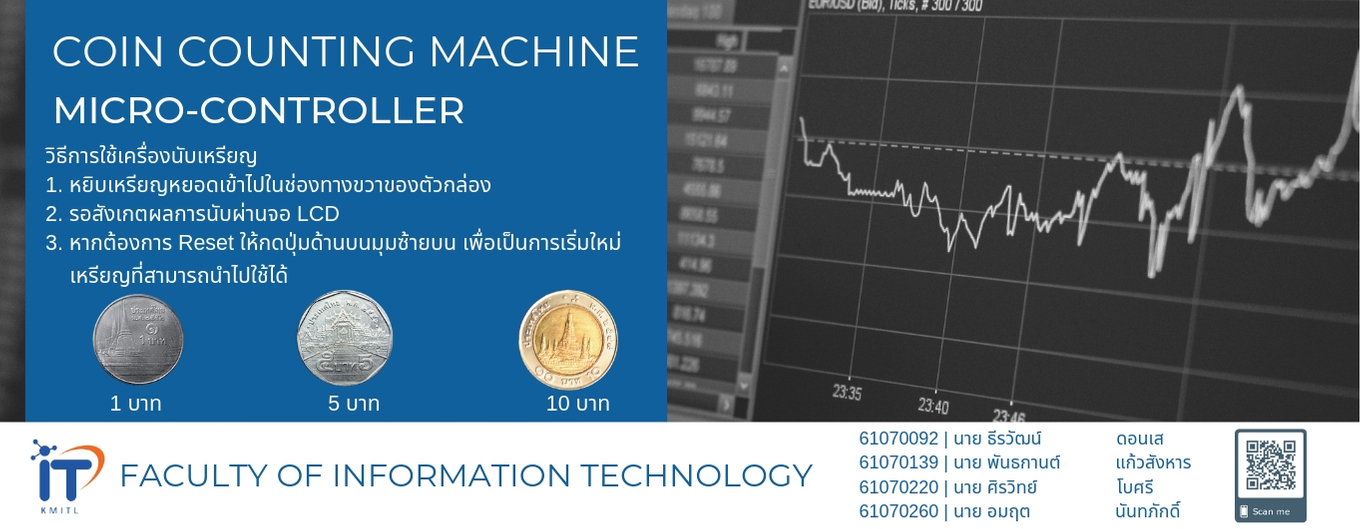 COIN COUNTING MACHINE
MICRO-CONTROLLER
วิธีการใช้เครื่องนับเหรียญ
1. หยิบเหรียญหยอดเข้าไปในช่องทางขวาของตัวกล่อง
2. รอสังเกตผลการนับผ่านจอ LCD
3. หากต้องการ Reset ให้กดปุ่มด้านบนมุมซ้ายบน เพื่อเป็นการเริ่มใหม่
เหรียญที่สามารถนำไปใช้ได้
1 บาท
5 บาท
10 บาท
EUR/USD (Bid), Ticks, # 300 / 300
High
23:35
23:40
23:46
iT
KMITL
FACULTY OF INFORMATION TECHNOLOGY
61070092 | นาย ธีรวัฒน์ ดอนเส
61070139 | นาย พันธกานต์ แก้วสังหาร
61070220 | นาย ศิรวิทย์ โบศรี
61070260 | นาย อมฤต นันทภักดิ์
Scan me